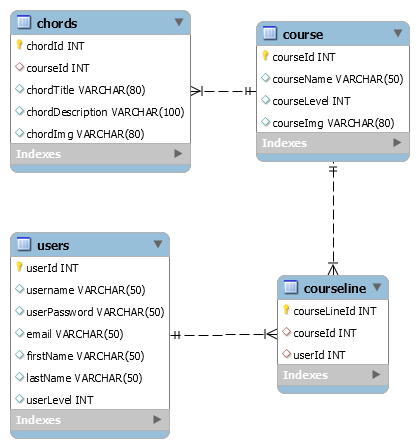 chords
chordId INT
courseId INT
chordTitle VARCHAR(80)
chordDescription VARCHAR(100)
chordImg VARCHAR(80)
Indexes
course
courseId INT
courseName VARCHAR(50)
courseLevel INT
courseImg VARCHAR(80)
Indexes
users
userId INT
username VARCHAR(50)
userPassword VARCHAR(50)
email VARCHAR(50)
firstName VARCHAR(50)
lastName VARCHAR(50)
userLevel INT
Indexes
courseline
courseLineId INT
courseId INT
userId INT
Indexes